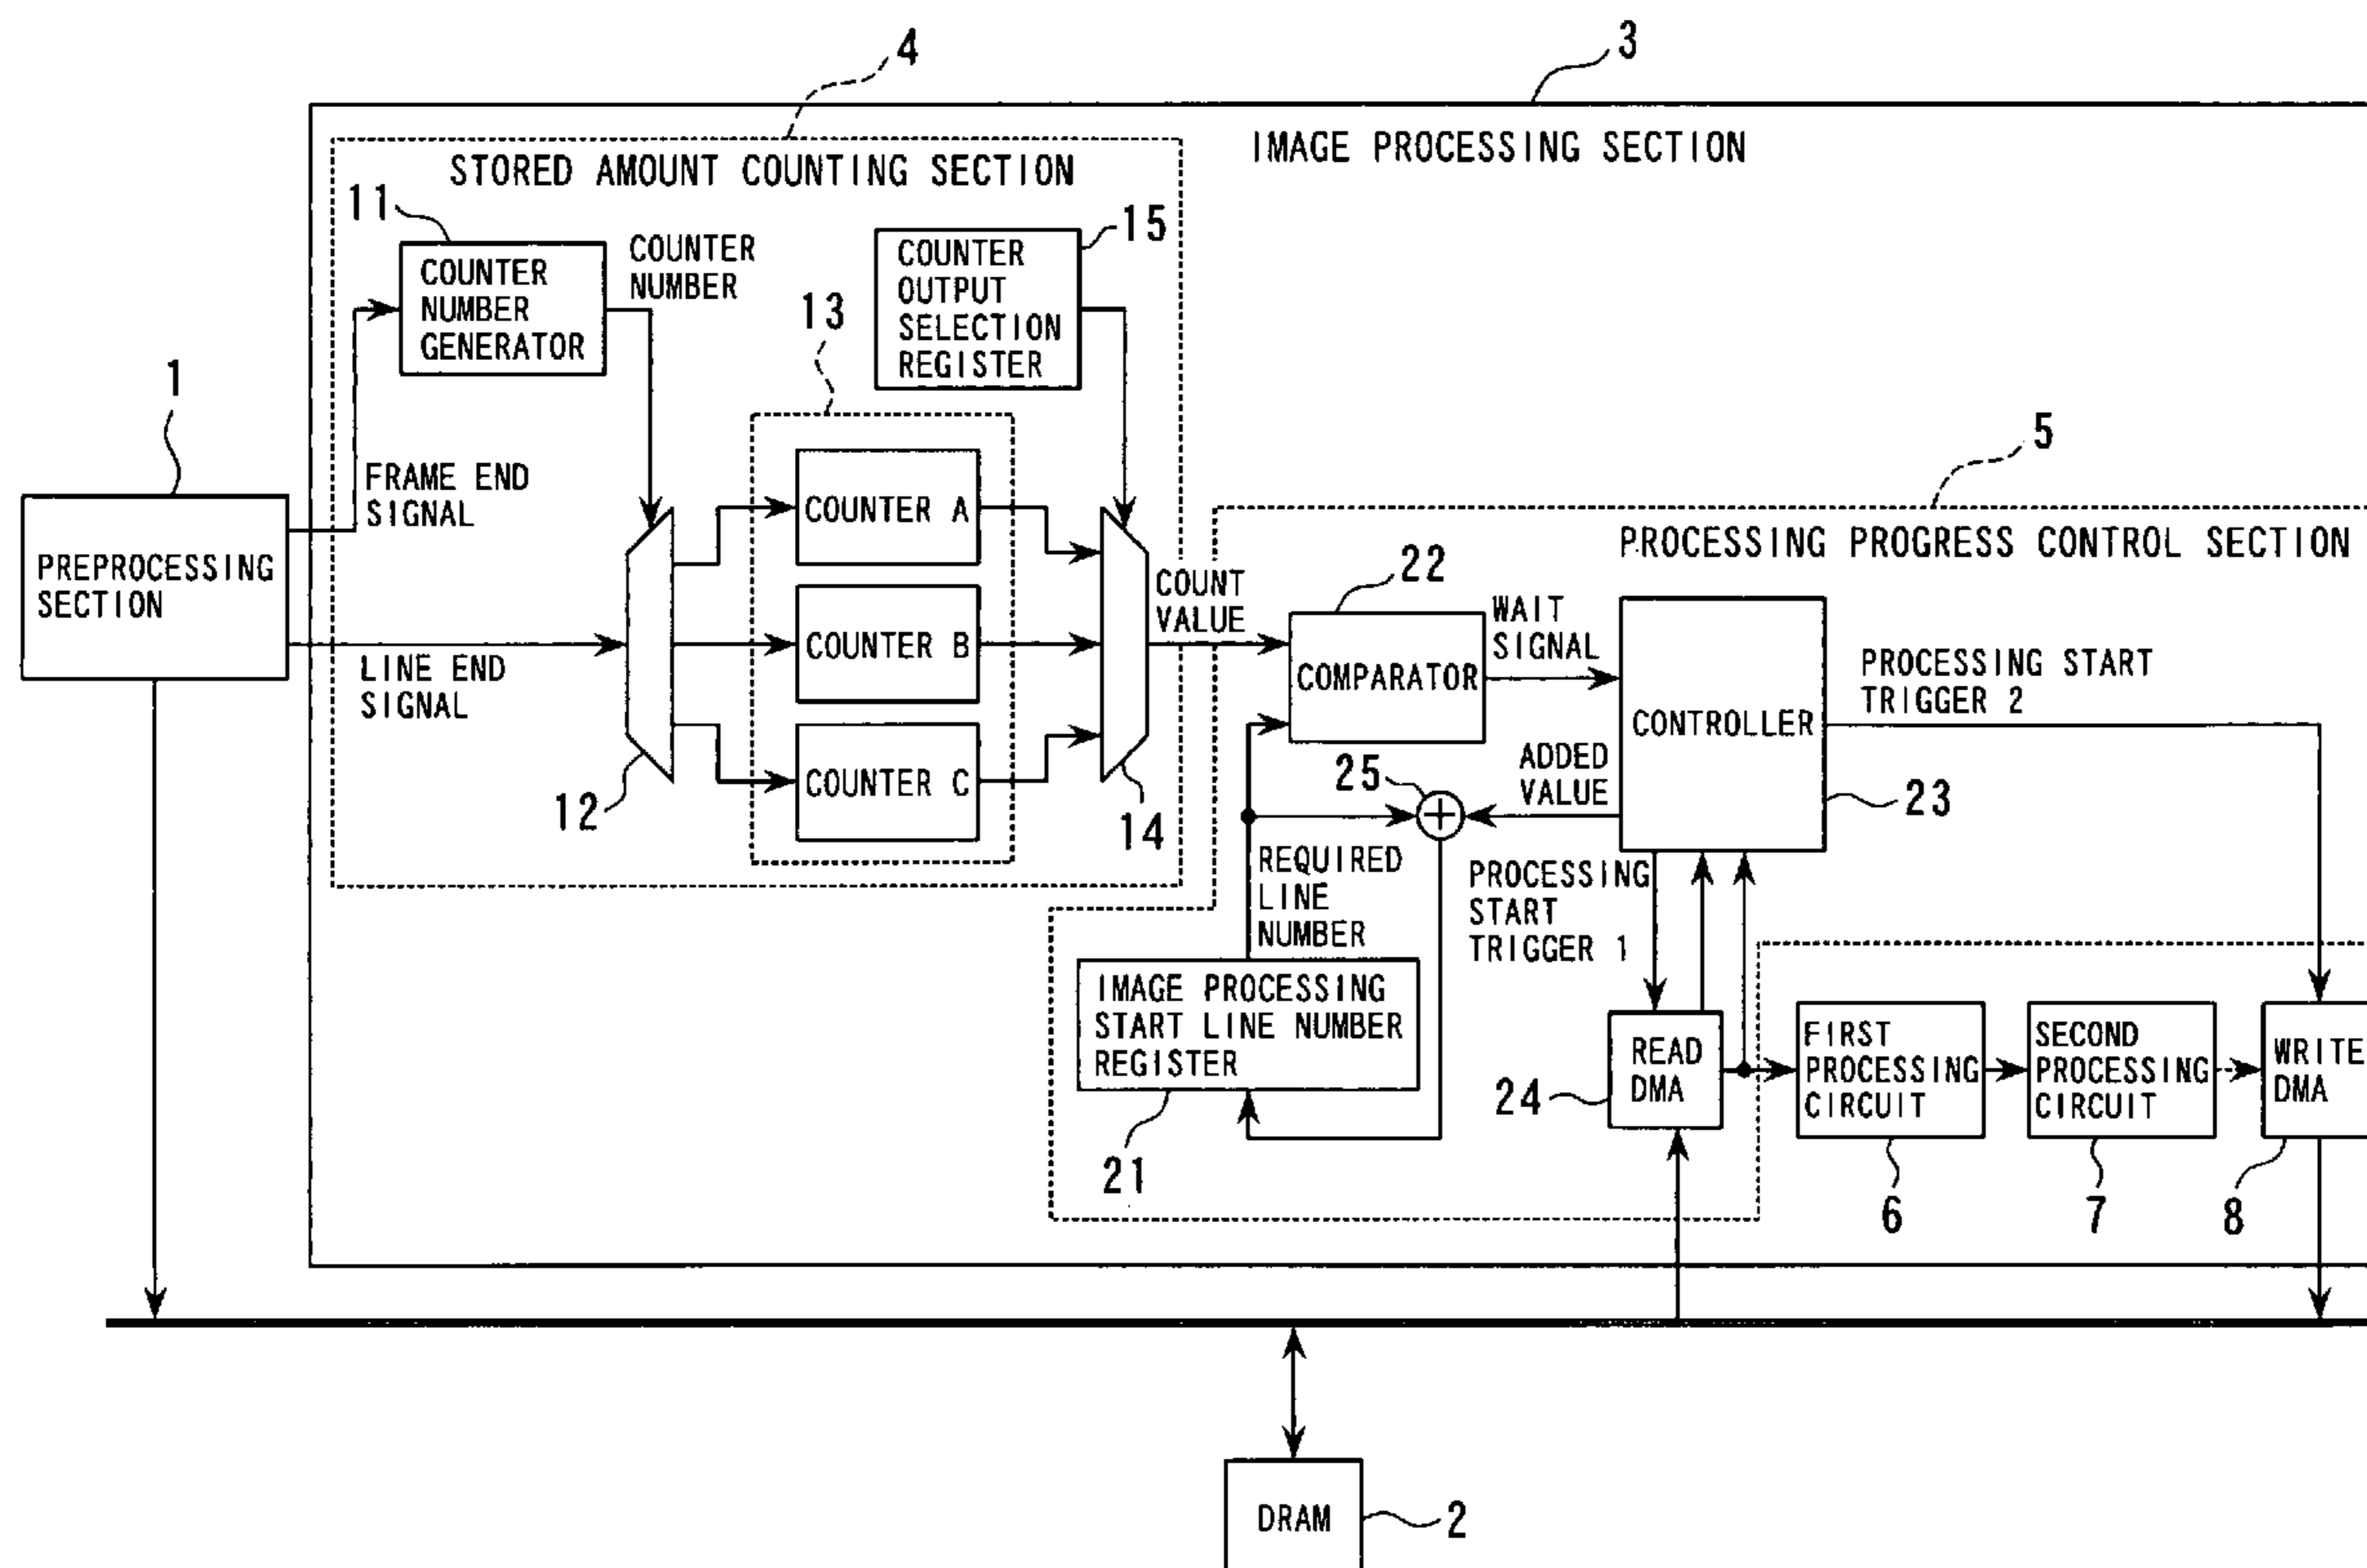 4
3
IMAGE PROCESSING SECTION
STORED AMOUNT COUNTING SECTION
11
COUNTER
NUMBER
GENERATOR
COUNTER
NUMBER
15
COUNTER
OUTPUT
SELECTION
REGISTER
13
1
PREPROCESSING
SECTION
FRAME END
SIGNAL
LINE END
SIGNAL
12
COUNTER A
COUNTER B
COUNTER C
14
COUNT
VALUE
5
PROCESSING PROGRESS CONTROL SECTION
22
COMPARATOR
WAIT
SIGNAL
CONTROLLER
23
PROCESSING START
TRIGGER 2
ADDED
VALUE
25
+
REQUIRED
LINE
NUMBER
PROCESSING
START
TRIGGER 1
IMAGE PROCESSING
START LINE NUMBER
REGISTER
21
READ
DMA
24
FIRST
PROCESSING
CIRCUIT
6
SECOND
PROCESSING
CIRCUIT
7
WRITE
DMA
8
DRAM
2